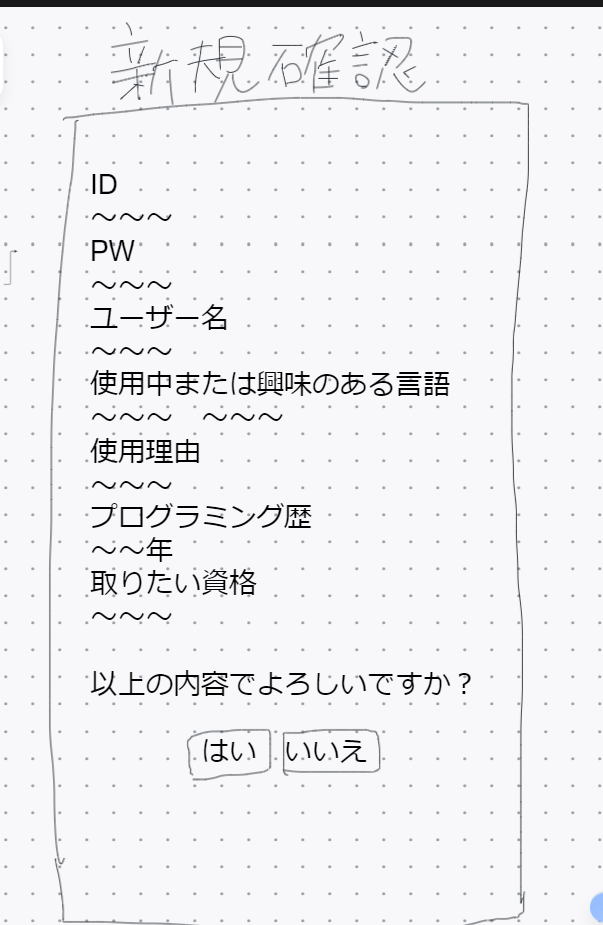 新規確認
ID
~~~
PW
~~~
ユーザー名
~~~
使用中または興味のある言語
~~~ ~~~
使用理由
~~~
プログラミング歴
~~年
取りたい資格
~~~
以上の内容でよろしいですか？
はい いいえ